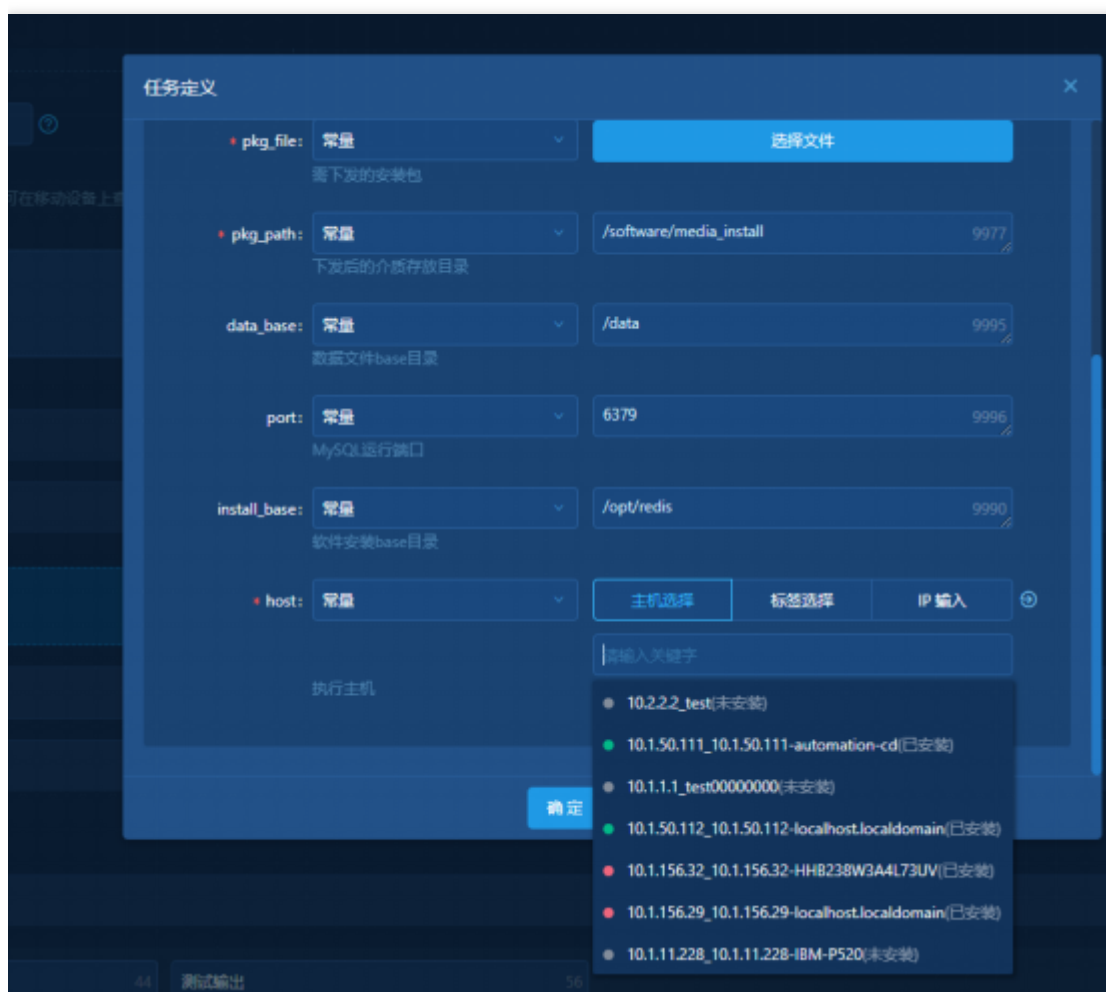 任务定义
* pkg_file: 常量 选择文件
需下发的安装包
可在移动设备上
* pkg_path: 常量 /software/media_install 9977
下发后的介质存放目录
data_base: 常量 /data 9995
数据文件base目录
port: 常量 6379 9996
MySQL运行端口
install_base: 常量 /opt/redis 9990
软件安装base目录
* host: 常量 主机选择 标签选择 IP 输入
请输入关键字
执行主机
10.2.2.2_test(未安装)
10.1.50.111_10.1.50.111-automation-cd(已安装)
10.1.1.1_test00000000(未安装)
确定
10.1.50.112_10.1.50.112-localhost.localdomain(已安装)
10.1.156.32_10.1.156.32-HHB238W3A4L73UV(已安装)
10.1.156.29_10.1.156.29-localhost.localdomain(已安装)
10.1.11.228_10.1.11.228-IBM-P520(未安装)
44 测试输出 56